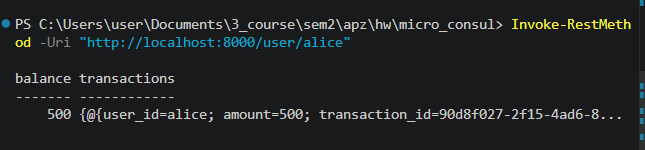 PS C:\Users\user\Documents\3_course\sem2\apz\hw\micro_consul> Invoke-RestMeth
od -Uri "http://localhost:8000/user/alice"
balance transactions
------- ------------
500 {@{user_id=alice; amount=500; transaction_id=90d8f027-2f15-4ad6-8...